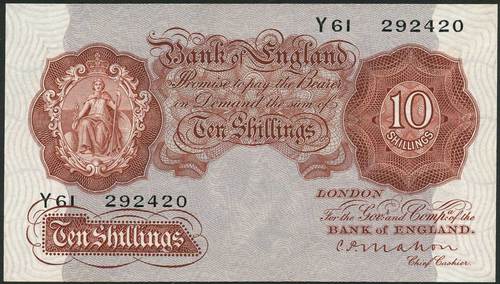 Y61 292420
Bank of England
Promise to pay the Bearer
on Demand the sum of
Ten Shillings
10
SHILLINGS
Y61 292420
Ten Shillings
LONDON
For the Govr and Compa of the
BANK OF ENGLAND.
C.P. Mahon
Chief Cashier.